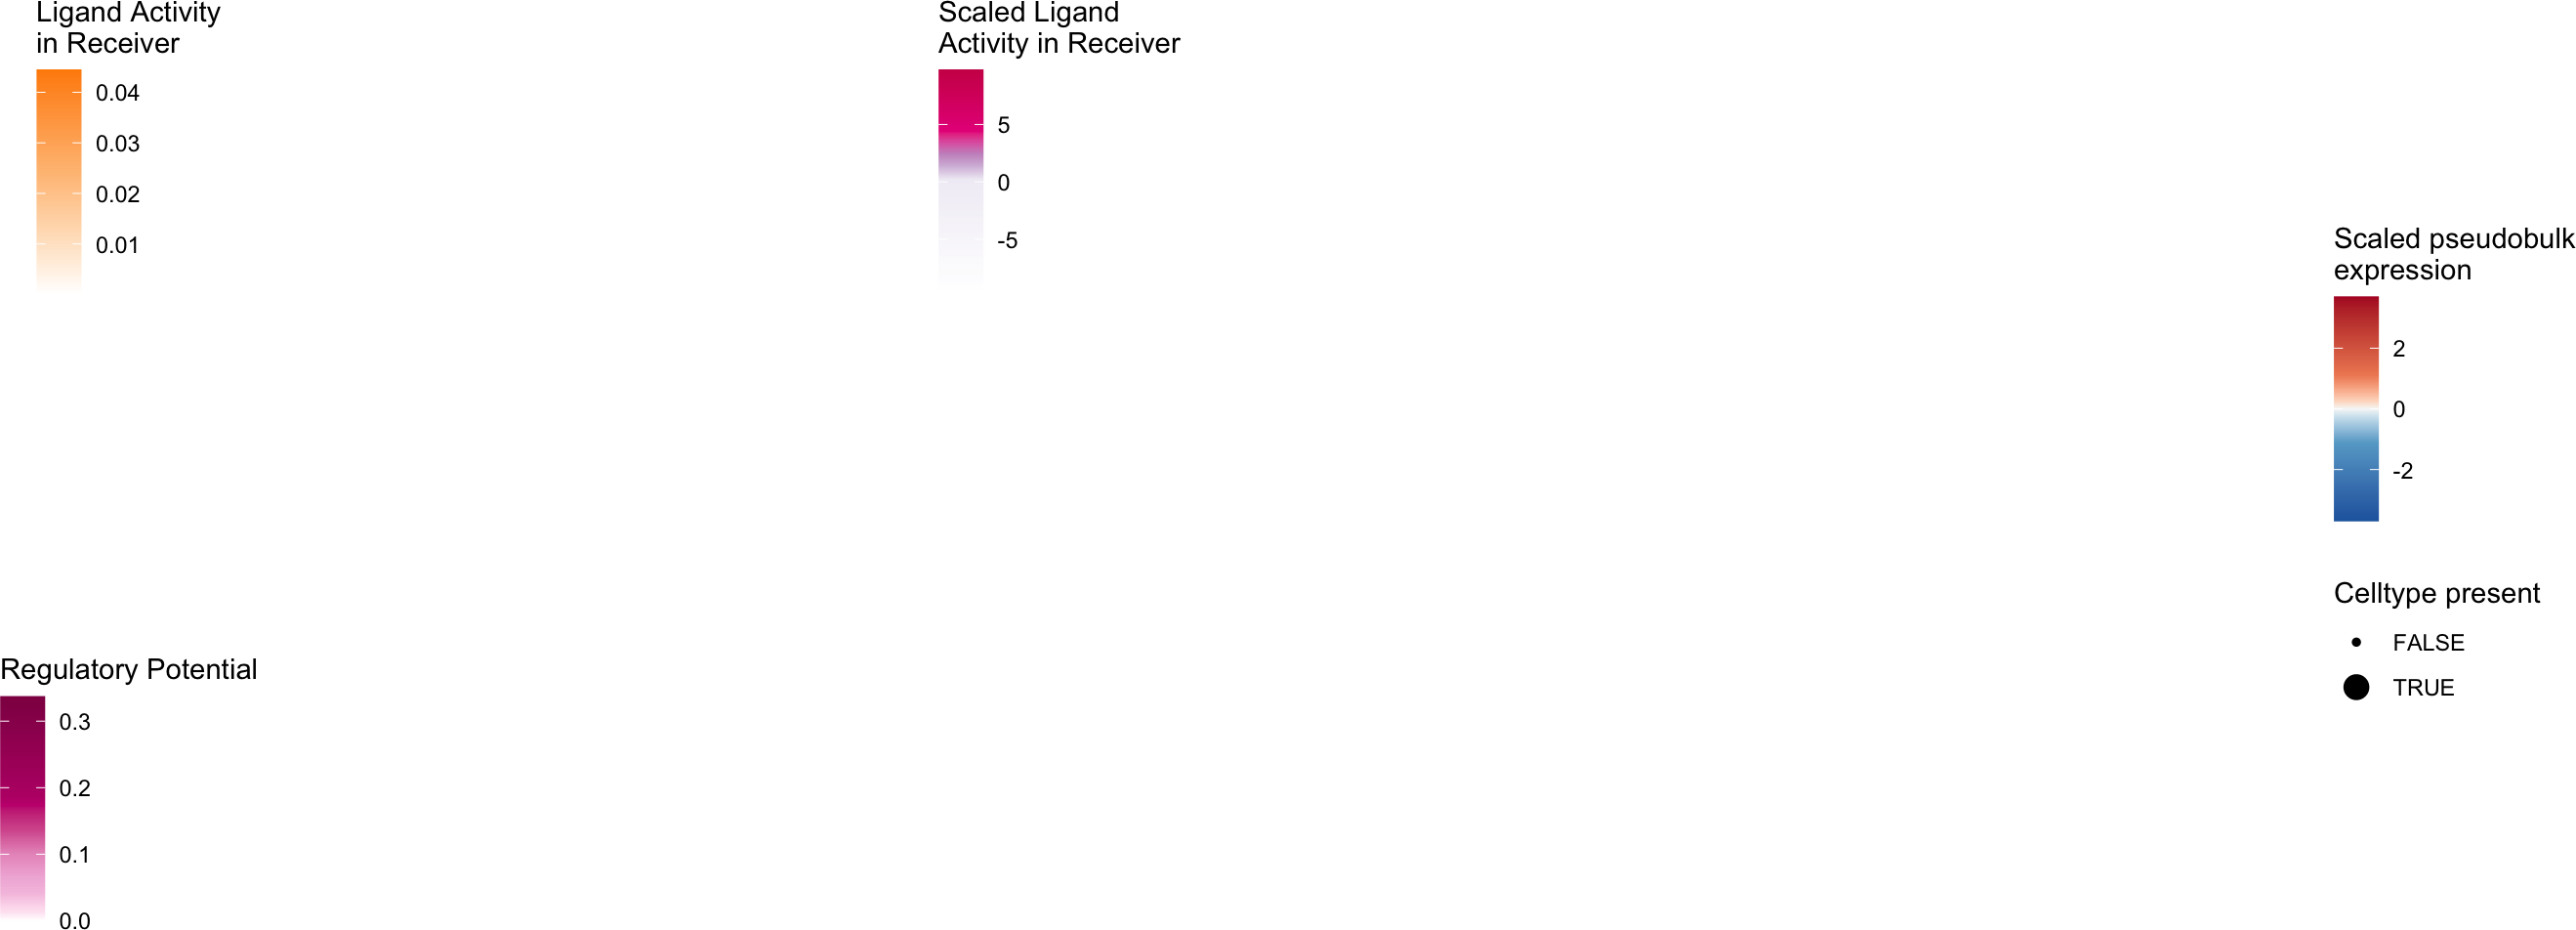 Ligand Activity
in Receiver
0.04
0.03
0.02
0.01
Scaled Ligand
Activity in Receiver
5
0
-5
Scaled pseudobulk
expression
2
0
-2
Celltype present
FALSE
TRUE
Regulatory Potential
0.3
0.2
0.1
0.0